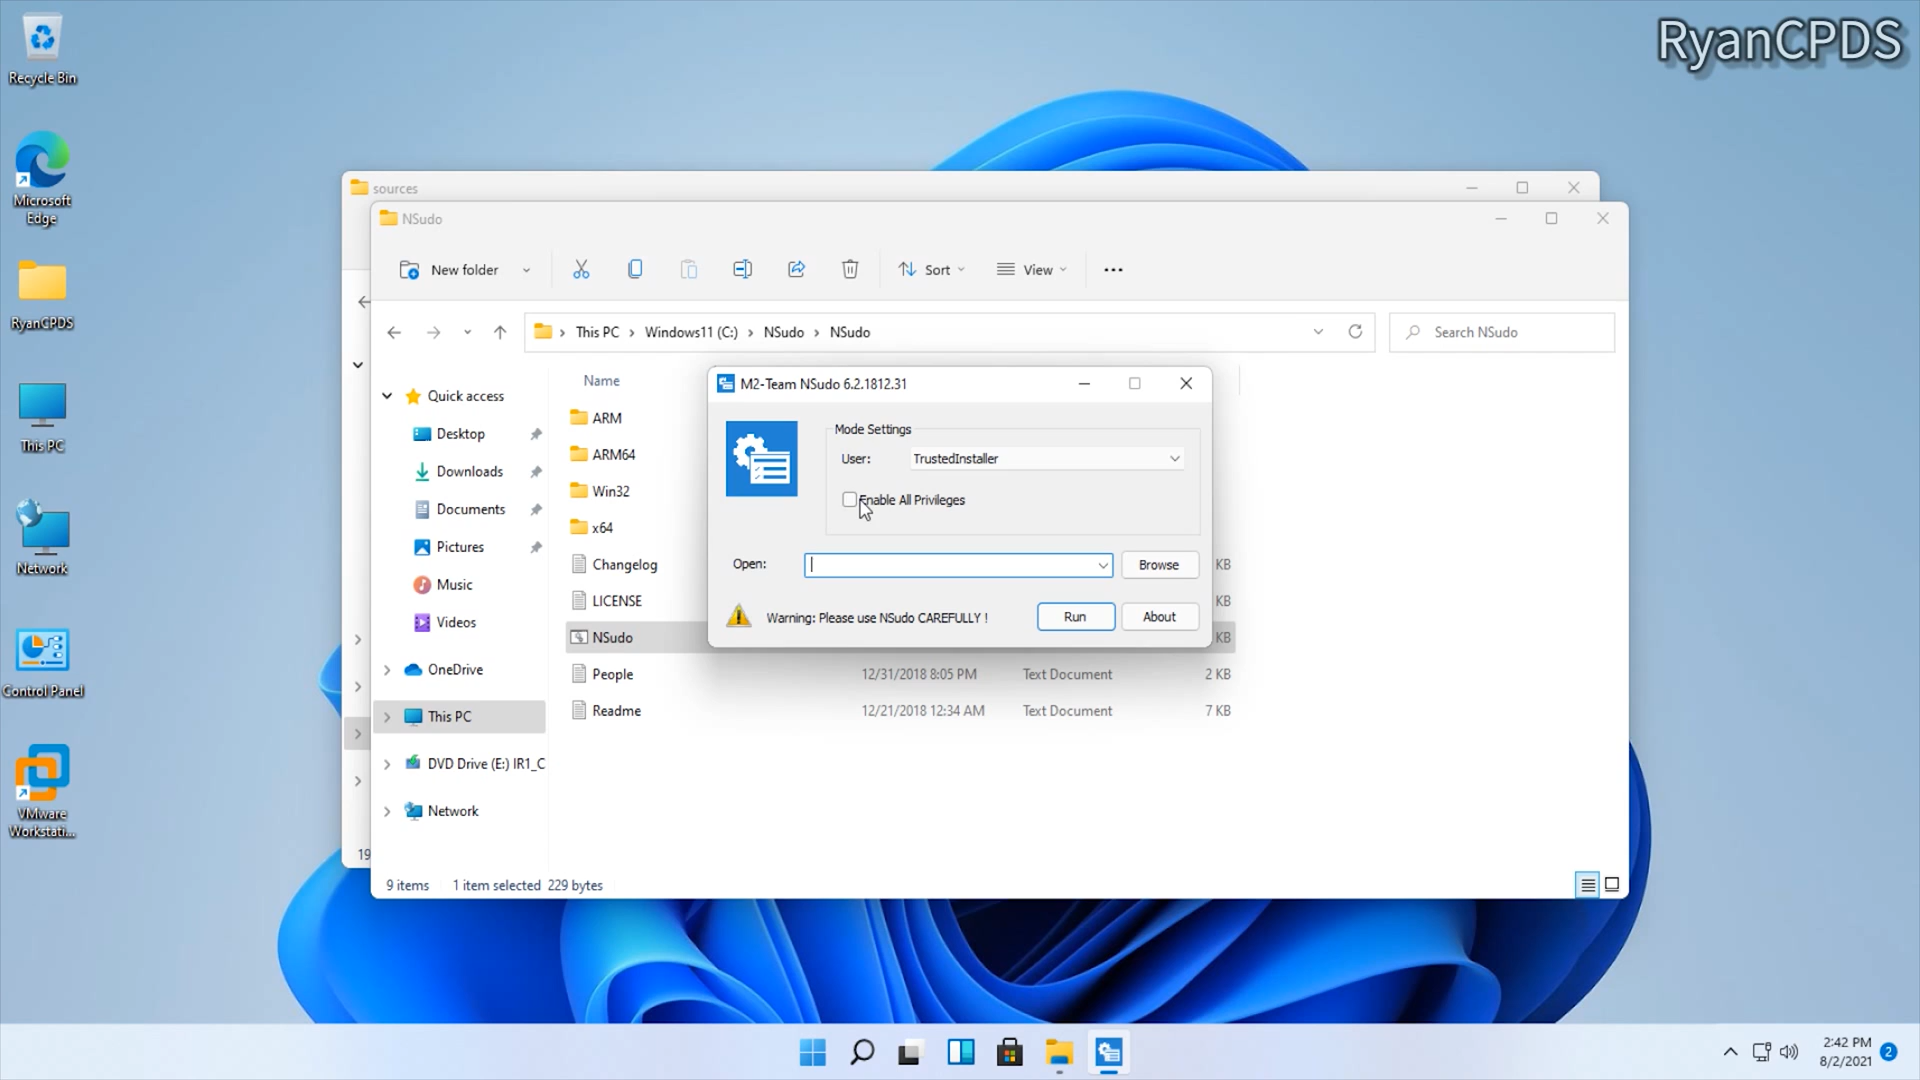 RyanCPDS
Recycle Bin
Microsoft
Edge
RyanCPDS
This PC
Network
Control Panel
VMware
Workstati...
sources
NSudo
New folder
Sort
View
This PC
Windows11 (C:)
NSudo
NSudo
Search NSudo
Quick access
Desktop
Downloads
Documents
Pictures
Music
Videos
OneDrive
This PC
DVD Drive (E:) IR1_C
Network
Name
ARM
ARM64
Win32
x64
Changelog
KB
LICENSE
KB
NSudo
KB
People
12/31/2018 8:05 PM
Text Document
2 KB
Readme
12/21/2018 12:34 AM
Text Document
7 KB
M2-Team NSudo 6.2.1812.31
Mode Settings
User:
TrustedInstaller
Enable All Privileges
Open:
Browse
Warning: Please use NSudo CAREFULLY !
Run
About
19
9 items
1 item selected
229 bytes
2:42 PM
8/2/2021
2